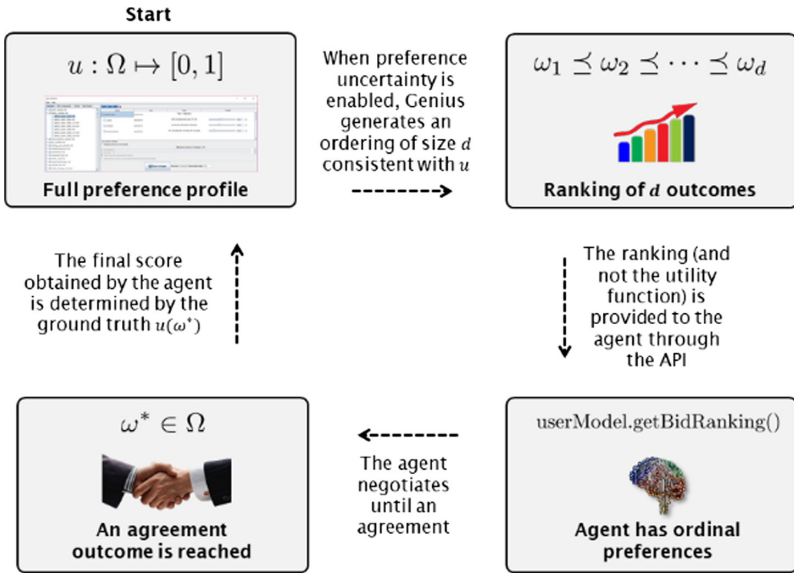 Start
u : Ω ↦ [0, 1]
Full preference profile
When preference
uncertainty is
enabled, Genius
generates an
ordering of size d
consistent with u
ω₁ ⪯ ω₂ ⪯ ⋯ ⪯ ω_d
Ranking of d outcomes
The ranking (and
not the utility
function) is
provided to the
agent through
the API
userModel.getBidRanking()
Agent has ordinal
preferences
The agent
negotiates
until an
agreement
ω* ∈ Ω
An agreement
outcome is reached
The final score
obtained by the agent
is determined by the
ground truth u(ω*)